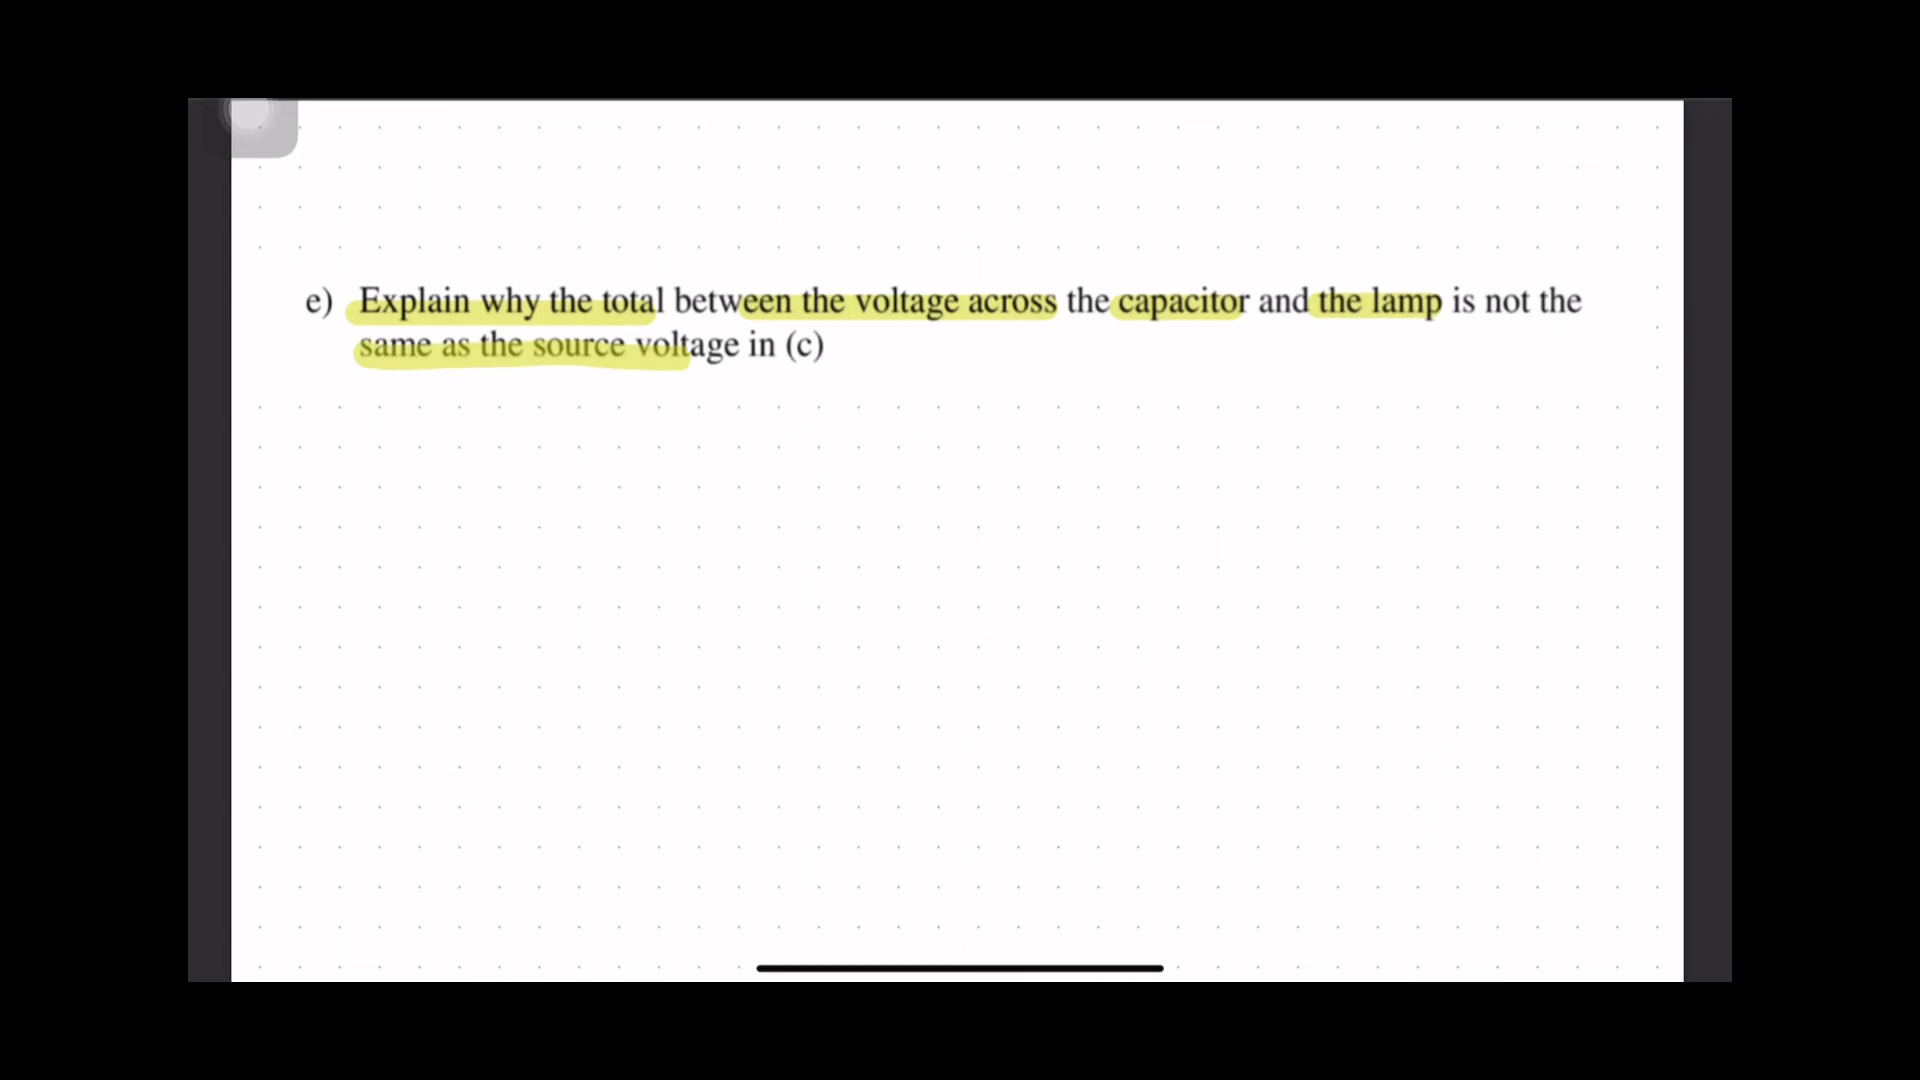 e) Explain why the total between the voltage across the capacitor and the lamp is not the
same as the source voltage in (c)